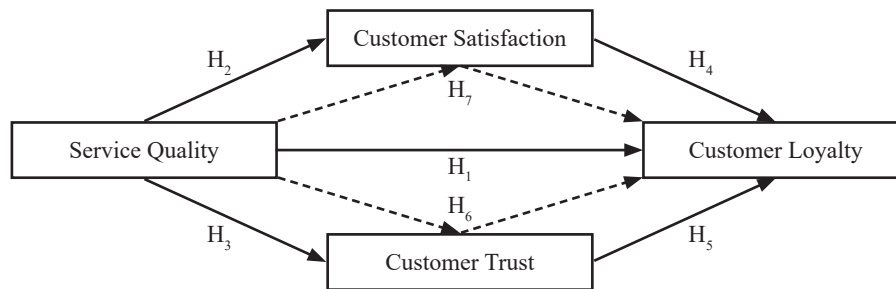 Customer Satisfaction
H₂
H₄
H₇
Service Quality
Customer Loyalty
H₁
H₆
H₃
H₅
Customer Trust